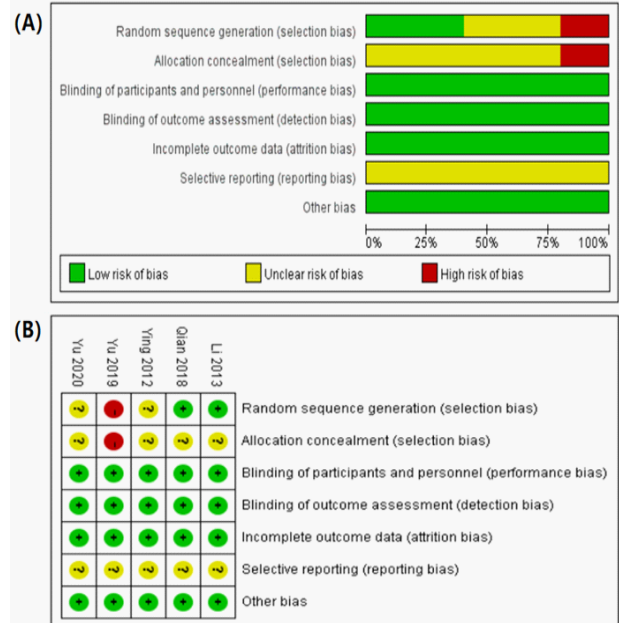 (A)
Random sequence generation (selection bias)
Allocation concealment (selection bias)
Blinding of participants and personnel (performance bias)
Blinding of outcome assessment (detection bias)
Incomplete outcome data (attrition bias)
Selective reporting (reporting bias)
Other bias
0% 25% 50% 75% 100%
Low risk of bias Unclear risk of bias High risk of bias
(B)
Yu 2020 Yu 2019 Ying 2012 Qian 2018 Li 2013
? - ? + + Random sequence generation (selection bias)
? - ? ? ? Allocation concealment (selection bias)
+ + + + + Blinding of participants and personnel (performance bias)
+ + + + + Blinding of outcome assessment (detection bias)
+ + + + + Incomplete outcome data (attrition bias)
? ? ? ? ? Selective reporting (reporting bias)
+ + + + + Other bias